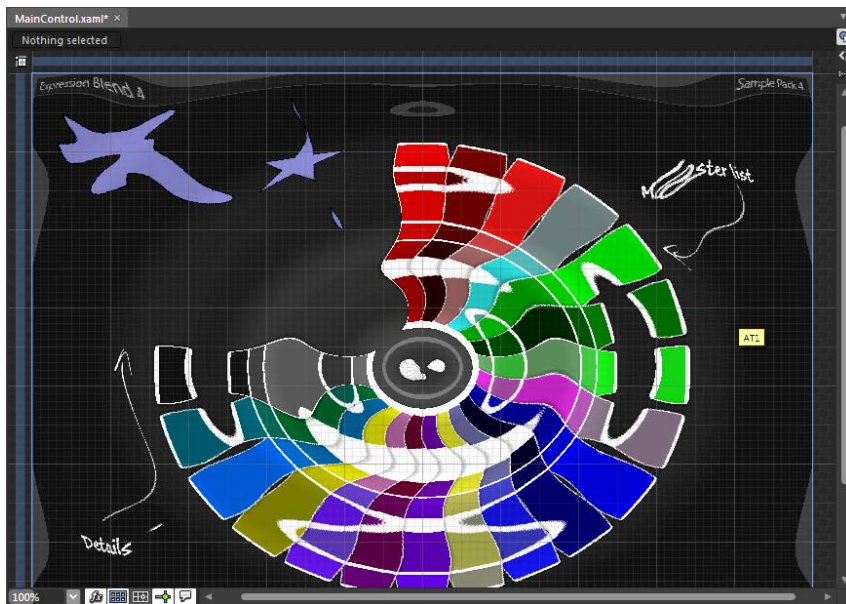 MainControl.xaml* ×
Nothing selected
Expression Blend 4
Sample Pack 4
ster list
AT1
Details
100%